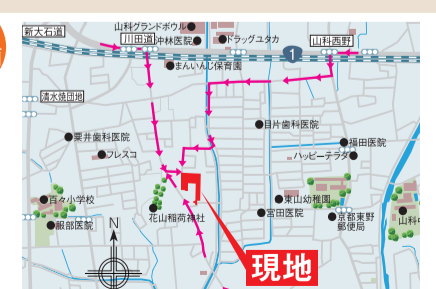 新大石道
山科グランドボウル
川田道
沖林医院
ドラッグユタカ
山科西野
1
まんいんじ保育園
清水焼団地
目片歯科医院
粟井歯科医院
福田医院
フレスコ
ハッピーテラダ
百々小学校
東山幼稚園
花山稲荷神社
宮田医院
京都東野
郵便局
服部医院
山科中
N
現地